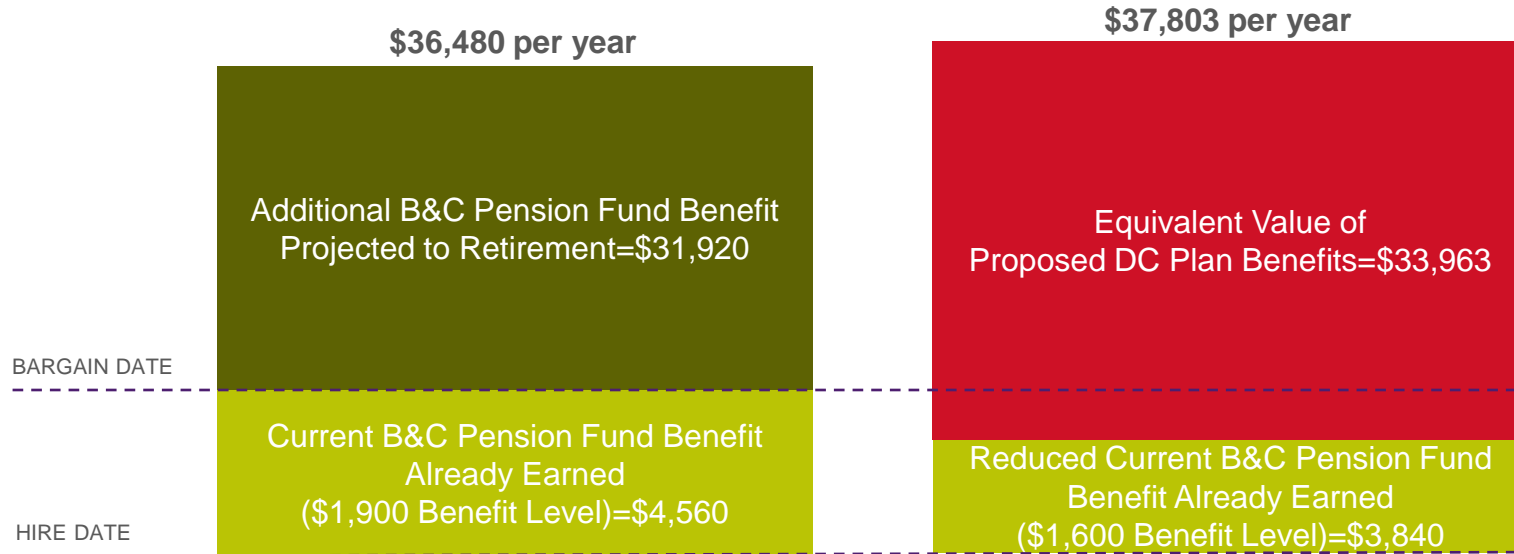 $36,480 per year
Additional B&C Pension Fund Benefit
Projected to Retirement=$31,920
BARGAIN DATE
Current B&C Pension Fund Benefit
Already Earned
($1,900 Benefit Level)=$4,560
HIRE DATE
$37,803 per year
Equivalent Value of
Proposed DC Plan Benefits=$33,963
Reduced Current B&C Pension Fund
Benefit Already Earned
($1,600 Benefit Level)=$3,840